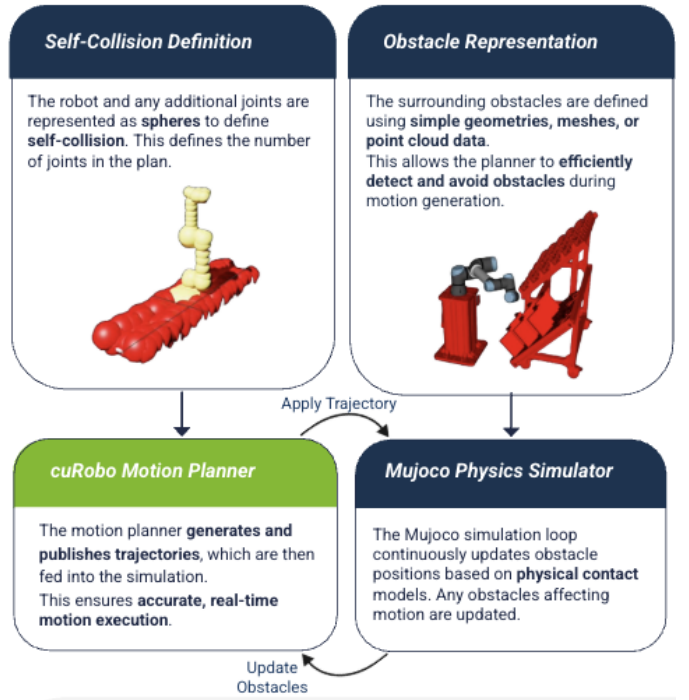 Self-Collision Definition
The robot and any additional joints are
represented as spheres to define
self-collision. This defines the number
of joints in the plan.
Obstacle Representation
The surrounding obstacles are defined
using simple geometries, meshes, or
point cloud data.
This allows the planner to efficiently
detect and avoid obstacles during
motion generation.
Apply Trajectory
cuRobo Motion Planner
The motion planner generates and
publishes trajectories, which are then
fed into the simulation.
This ensures accurate, real-time
motion execution.
Mujoco Physics Simulator
The Mujoco simulation loop
continuously updates obstacle
positions based on physical contact
models. Any obstacles affecting
motion are updated.
Update
Obstacles